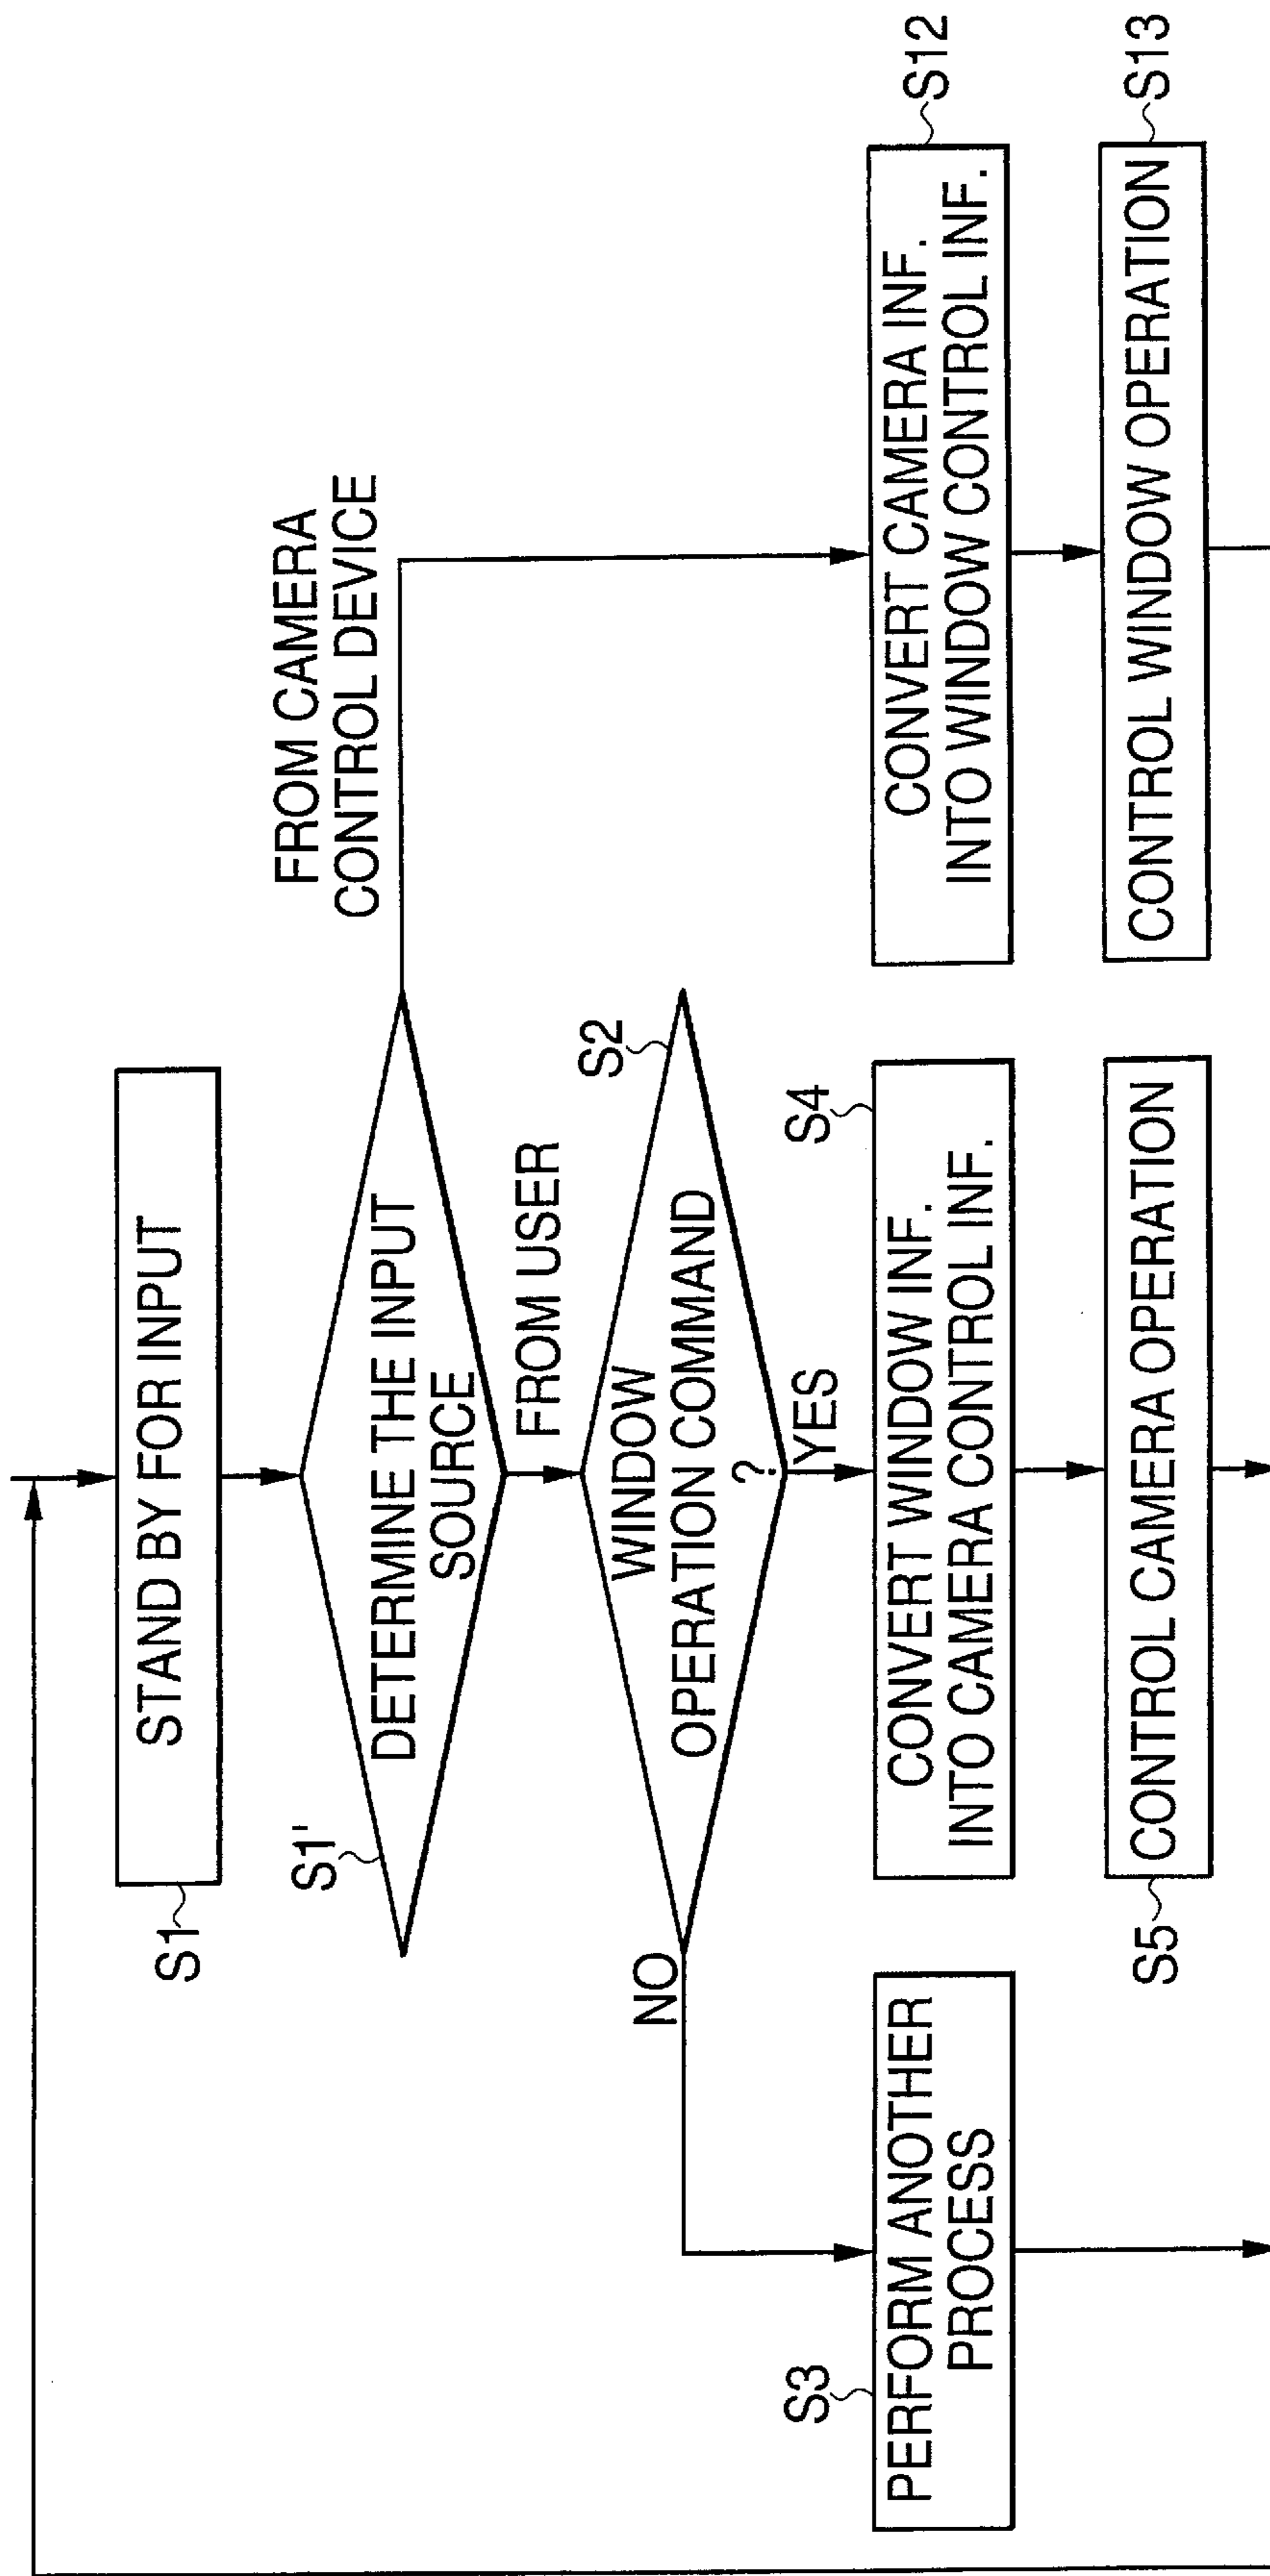 S1
STAND BY FOR INPUT
S1'
DETERMINE THE INPUT
SOURCE
FROM CAMERA
CONTROL DEVICE
FROM USER
S2
WINDOW
OPERATION COMMAND
?
NO
YES
S3
PERFORM ANOTHER
PROCESS
S4
CONVERT WINDOW INF.
INTO CAMERA CONTROL INF.
S12
CONVERT CAMERA INF.
INTO WINDOW CONTROL INF.
S5
CONTROL CAMERA OPERATION
S13
CONTROL WINDOW OPERATION